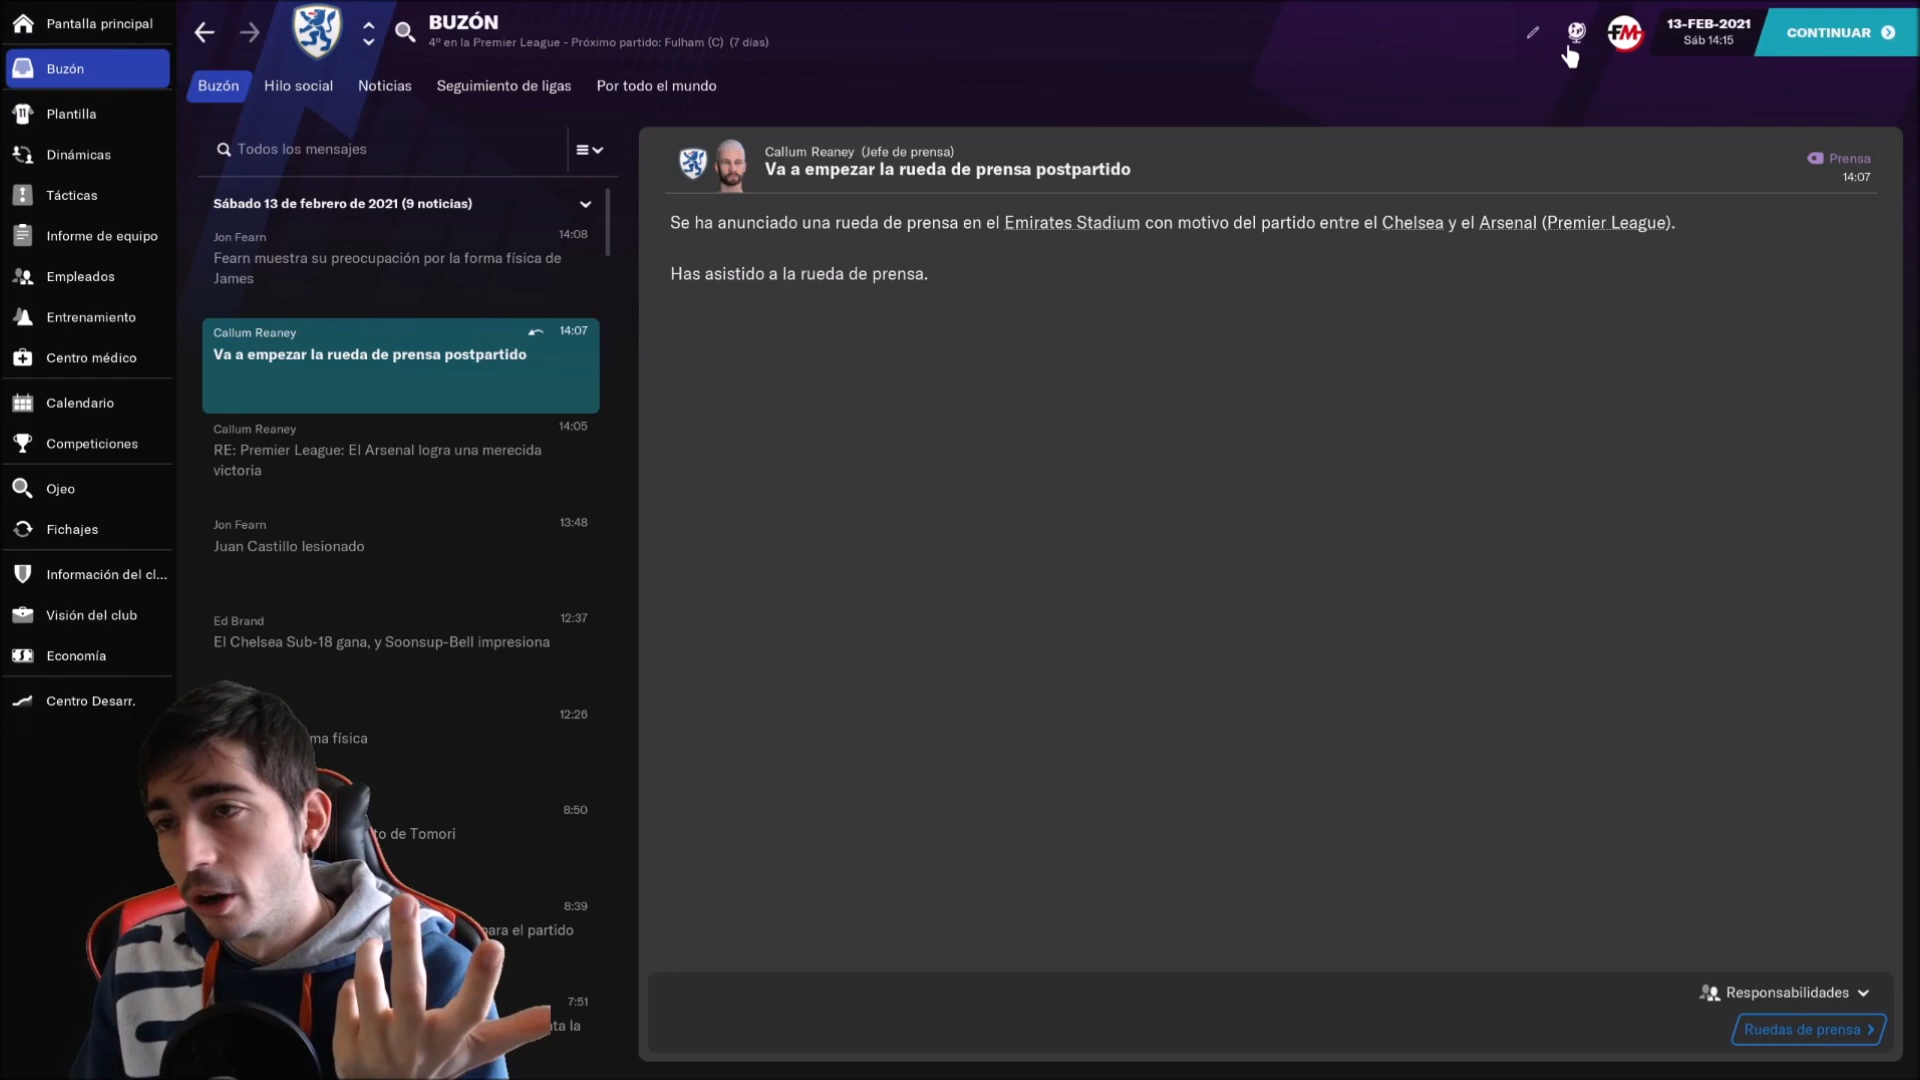 Pantalla principal
Buzón
Plantilla
Dinámicas
Tácticas
Informe de equipo
Empleados
Entrenamiento
Centro médico
Calendario
Competiciones
Ojeo
Fichajes
Información del cl...
Visión del club
Economía
Centro Desarr.
BUZÓN
4º en la Premier League - Próximo partido: Fulham (C) (7 días)
FM
13-FEB-2021
Sáb 14:15
CONTINUAR
Buzón
Hilo social
Noticias
Seguimiento de ligas
Por todo el mundo
Todos los mensajes
Sábado 13 de febrero de 2021 (9 noticias)
Jon Fearn
14:08
Fearn muestra su preocupación por la forma física de
James
Callum Reaney
14:07
Va a empezar la rueda de prensa postpartido
Callum Reaney
14:05
RE: Premier League: El Arsenal logra una merecida
victoria
Jon Fearn
13:48
Juan Castillo lesionado
Ed Brand
12:37
El Chelsea Sub-18 gana, y Soonsup-Bell impresiona
12:26
ma física
8:50
to de Tomori
8:39
para el partido
7:51
ta la
Callum Reaney (Jefe de prensa)
Va a empezar la rueda de prensa postpartido
Prensa
14:07
Se ha anunciado una rueda de prensa en el Emirates Stadium con motivo del partido entre el Chelsea y el Arsenal (Premier League).
Has asistido a la rueda de prensa.
Responsabilidades
Ruedas de prensa